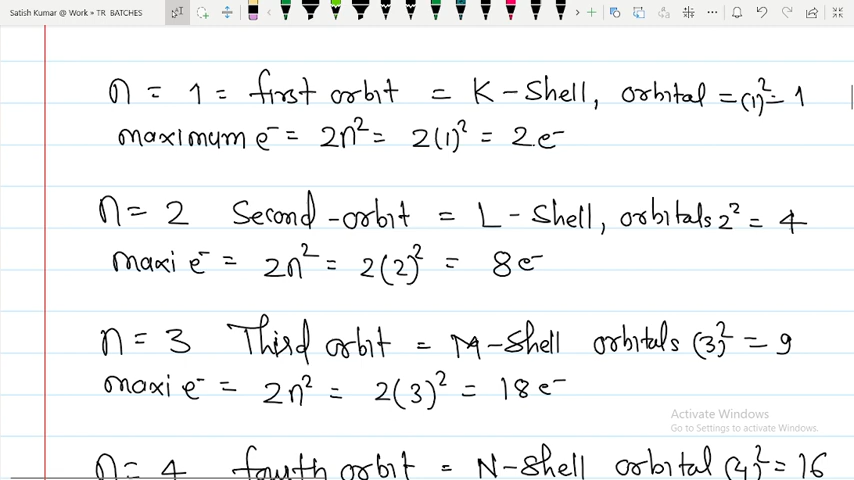 Satish Kumar @ Work » TR BATCHES
n = 1 = first orbit = K-Shell, orbital = (1)² = 1
maximum e⁻ = 2n² = 2(1)² = 2e⁻
n = 2 Second-orbit = L-Shell, orbitals 2² = 4
maxi e⁻ = 2n² = 2(2)² = 8e⁻
n = 3 Third orbit = M-Shell orbitals (3)² = 9
maxi e⁻ = 2n² = 2(3)² = 18e⁻
Activate Windows
Go to Settings to activate Windows.
n = 4 fourth orbit = N-Shell orbital (4)² = 16